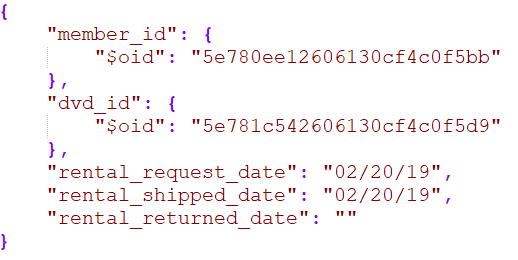 {
"member_id": {
"$oid": "5e780ee12606130cf4c0f5bb"
},
"dvd_id": {
"$oid": "5e781c542606130cf4c0f5d9"
},
"rental_request_date": "02/20/19",
"rental_shipped_date": "02/20/19",
"rental_returned_date": ""
}